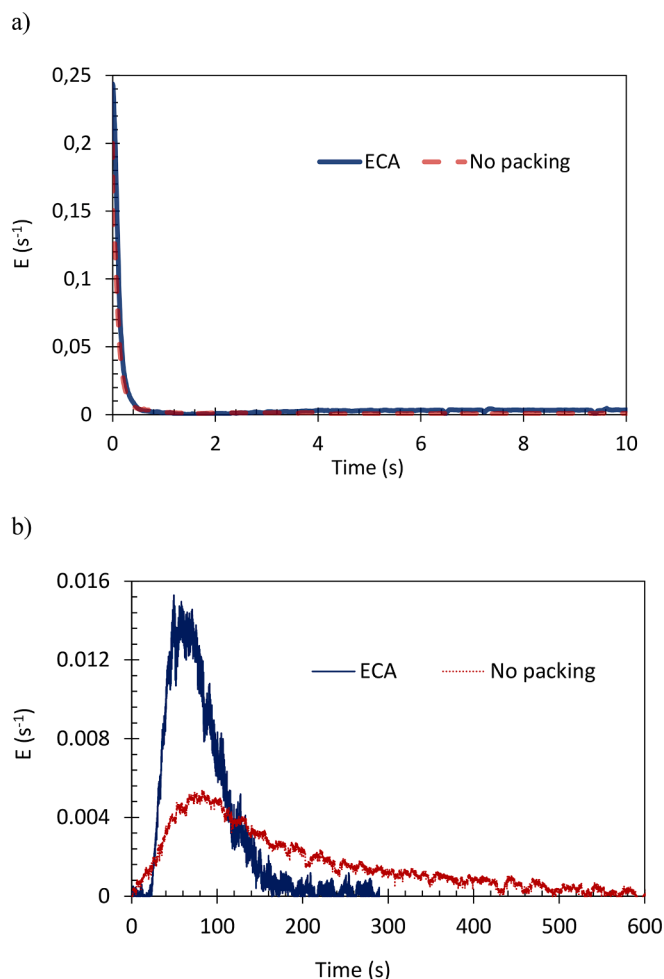 a)
0,25
0,2
0,15
0,1
0,05
0
E (s-1)
ECA No packing
0 2 4 6 8 10
Time (s)
b)
0.016
0.012
0.008
0.004
0
E (s-1)
ECA No packing
0 100 200 300 400 500 600
Time (s)